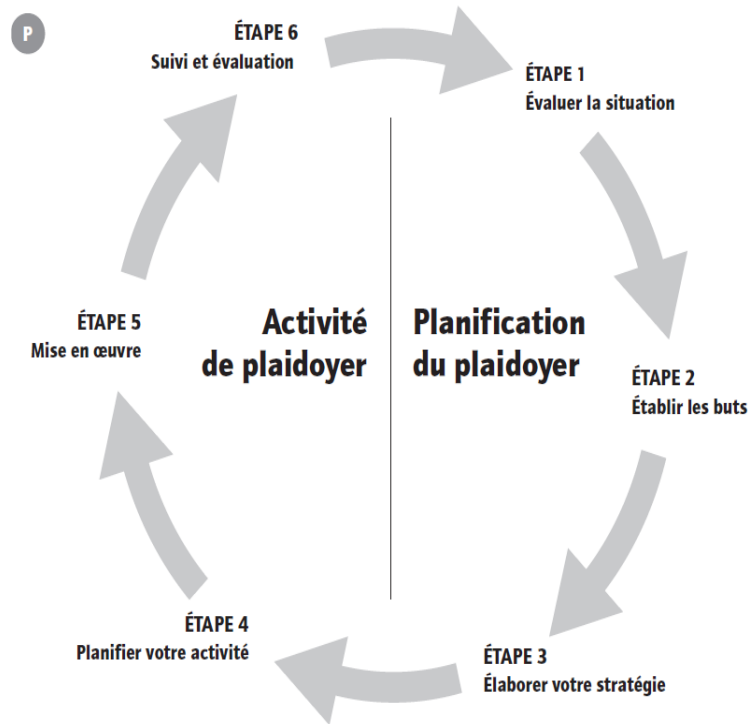 P
ÉTAPE 6
Suivi et évaluation
ÉTAPE 1
Évaluer la situation
ÉTAPE 5
Mise en œuvre
Activité
de plaidoyer
Planification
du plaidoyer
ÉTAPE 2
Établir les buts
ÉTAPE 4
Planifier votre activité
ÉTAPE 3
Élaborer votre stratégie